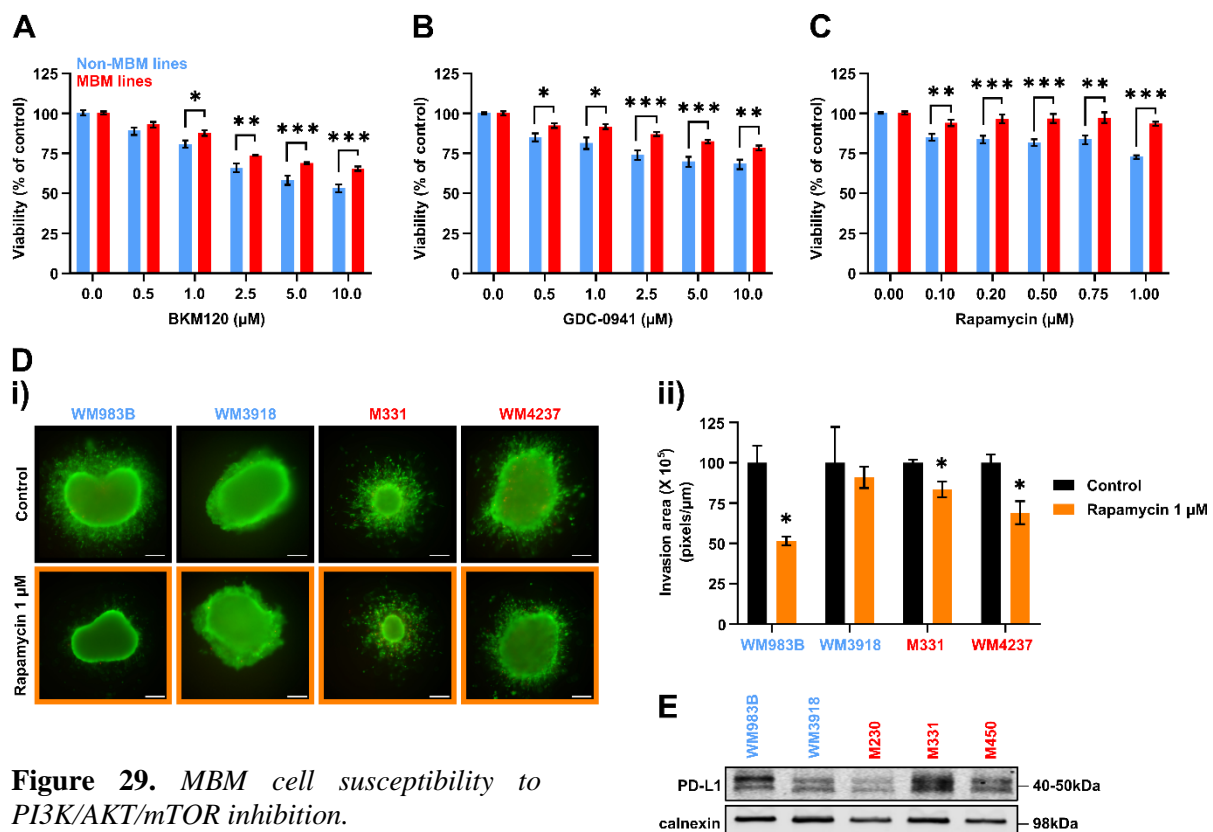 A
Non-MBM lines
MBM lines
Viability (% of control)
125
100
75
50
25
0
*
**
***
***
0.0 0.5 1.0 2.5 5.0 10.0
BKM120 (µM)
B
Viability (% of control)
125
100
75
50
25
0
*
*
***
***
**
0.0 0.5 1.0 2.5 5.0 10.0
GDC-0941 (µM)
C
Viability (% of control)
125
100
75
50
25
0
**
***
***
**
***
0.00 0.10 0.20 0.50 0.75 1.00
Rapamycin (µM)
D
i)
WM983B WM3918 M331 WM4237
Control
Rapamycin 1 µM
ii)
Invasion area (X 10⁵)
(pixels/µm)
125
100
75
50
25
0
*
*
*
WM983B WM3918 M331 WM4237
Control
Rapamycin 1 µM
E
WM983B WM3918 M230 M331 M450
PD-L1 40-50kDa
calnexin 98kDa
Figure 29. MBM cell susceptibility to
PI3K/AKT/mTOR inhibition.